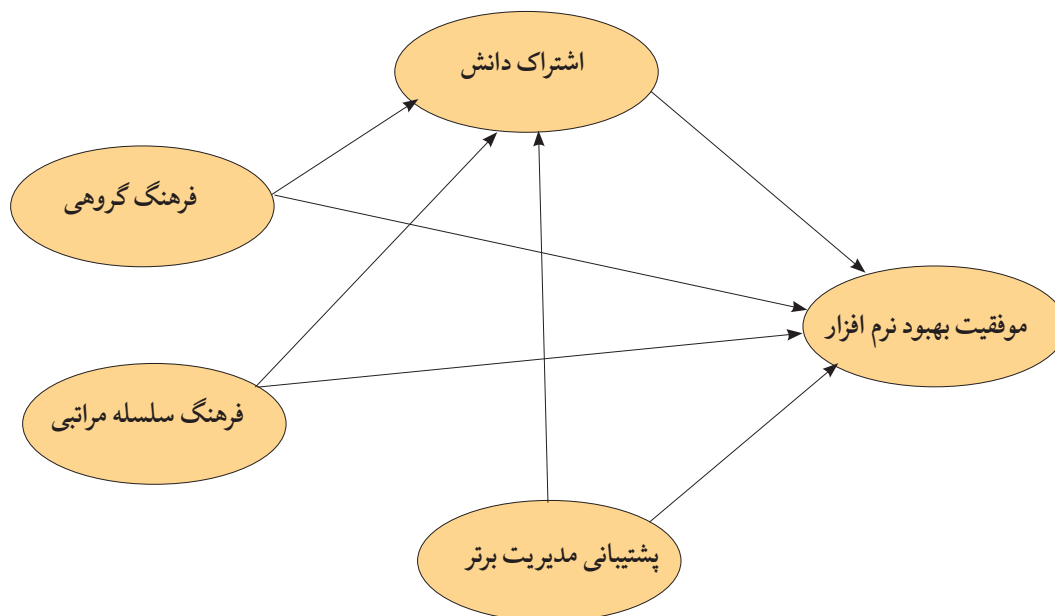 اشتراک دانش
فرهنگ گروهی
موفقیت بهبود نرم افزار
فرهنگ سلسله مراتبی
پشتیبانی مدیریت برتر